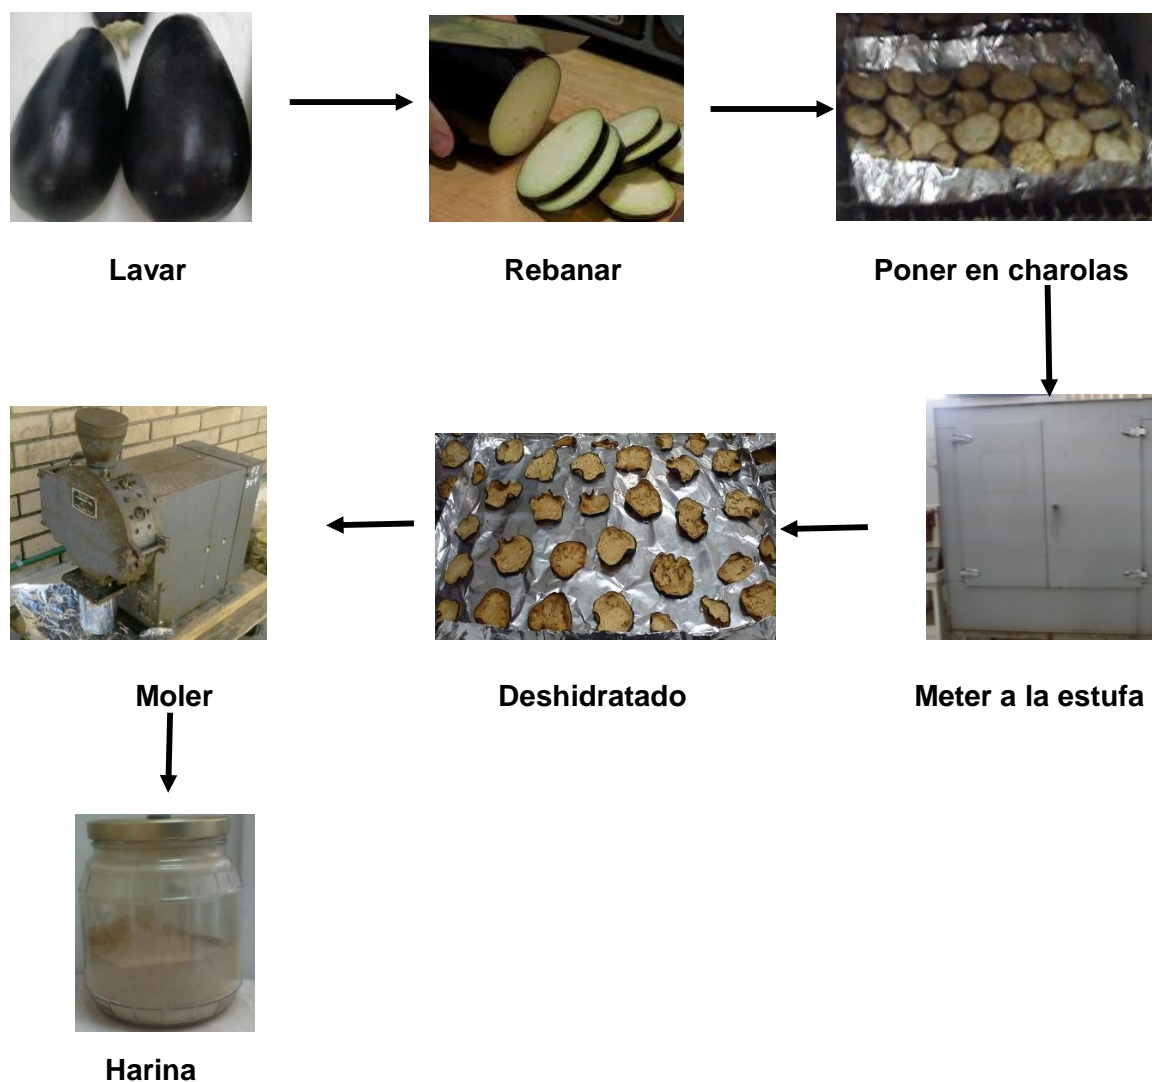 Lavar
Rebanar
Poner en charolas
Moler
Deshidratado
Meter a la estufa
Harina